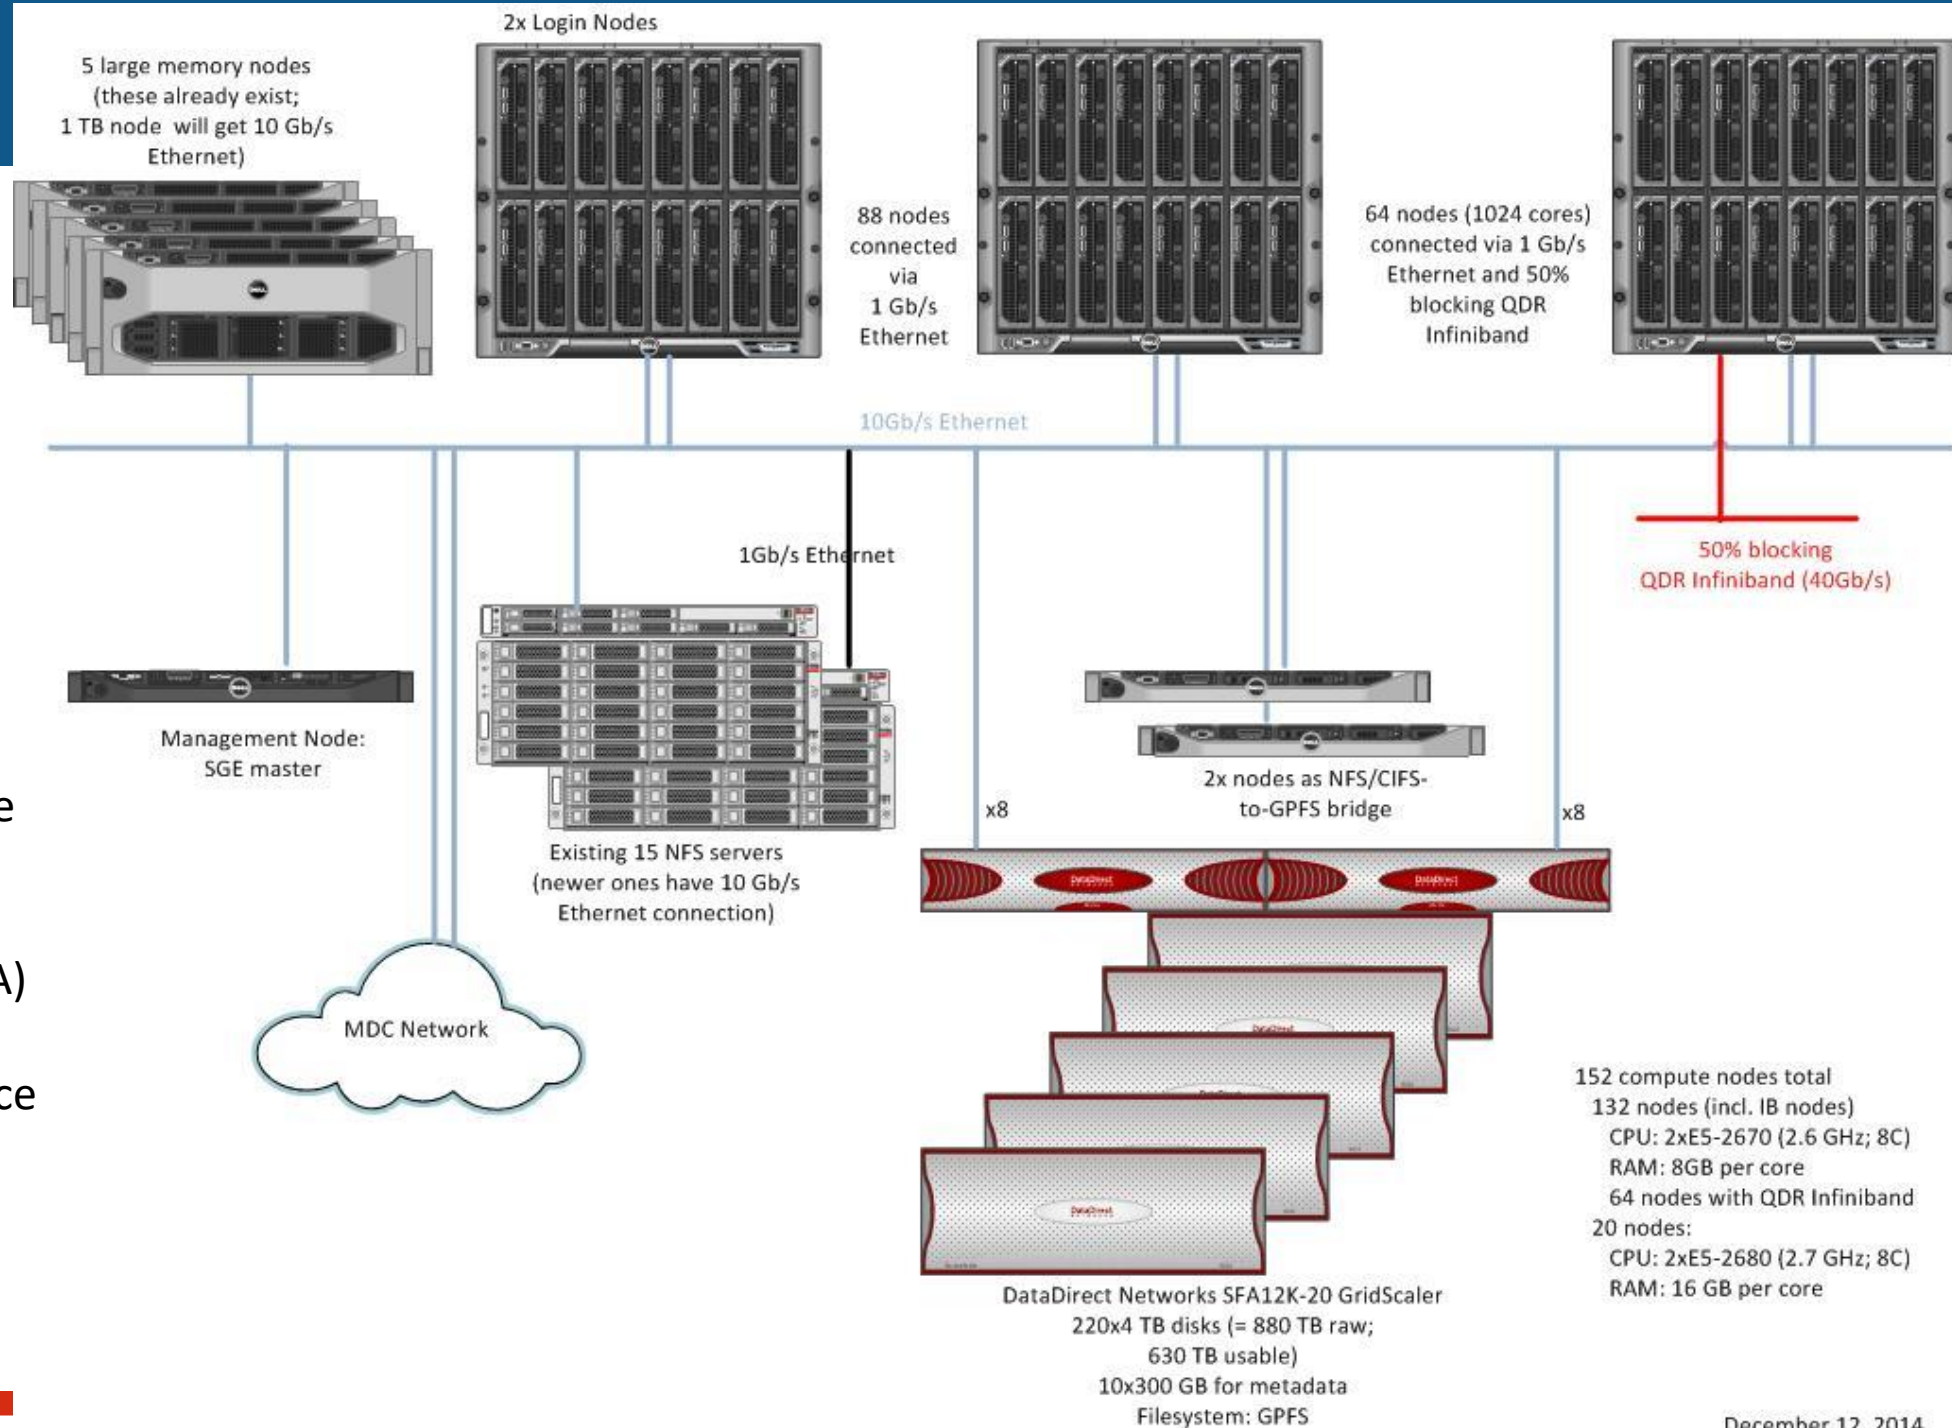 2x Login Nodes
5 large memory nodes
(these already exist;
1 TB node will get 10 Gb/s
Ethernet)
88 nodes
connected
via
1 Gb/s
Ethernet
64 nodes (1024 cores)
connected via 1 Gb/s
Ethernet and 50%
blocking QDR
Infiniband
10Gb/s Ethernet
1Gb/s Ethernet
50% blocking
QDR Infiniband (40Gb/s)
Management Node:
SGE master
Existing 15 NFS servers
(newer ones have 10 Gb/s
Ethernet connection)
2x nodes as NFS/CIFS-
to-GPFS bridge
x8
x8
e
A)
ce
MDC Network
DataDirect
DataDirect
DataDirect
152 compute nodes total
132 nodes (incl. IB nodes)
CPU: 2xE5-2670 (2.6 GHz; 8C)
RAM: 8GB per core
64 nodes with QDR Infiniband
20 nodes:
CPU: 2xE5-2680 (2.7 GHz; 8C)
RAM: 16 GB per core
DataDirect Networks SFA12K-20 GridScaler
220x4 TB disks (= 880 TB raw;
630 TB usable)
10x300 GB for metadata
Filesystem: GPFS
December 12, 2014